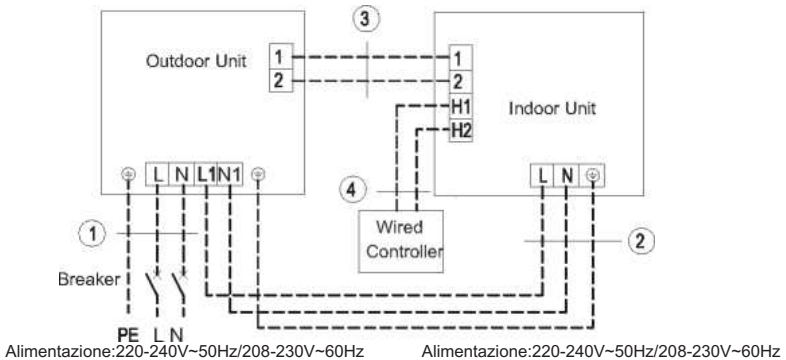 3
Outdoor Unit
1
2
1
2
H1
H2
Indoor Unit
L N L1 N1
L N
4
1
Wired
Controller
2
Breaker
PE L N
Alimentazione:220-240V~50Hz/208-230V~60Hz
Alimentazione:220-240V~50Hz/208-230V~60Hz